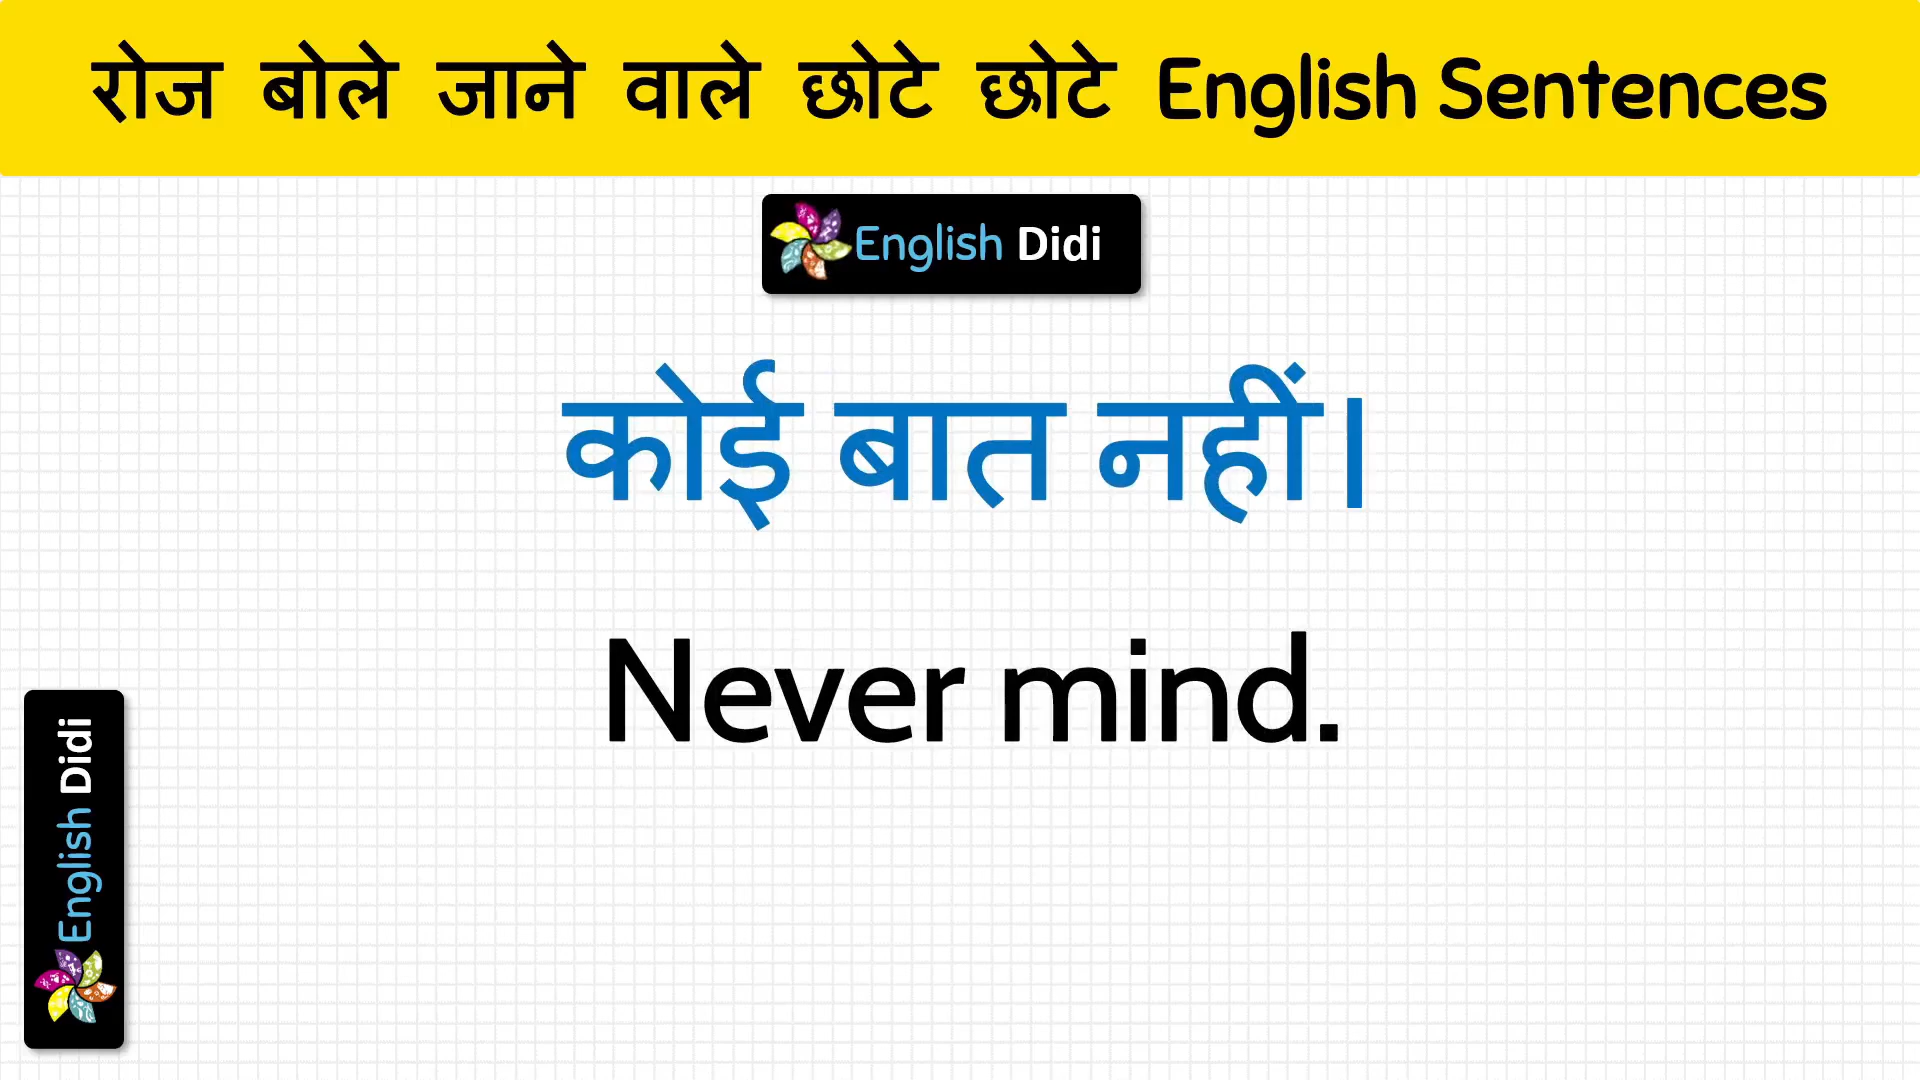 रोज बोले जाने वाले छोटे छोटे English Sentences
English Didi
कोई बात नहीं।
Never mind.
English Didi